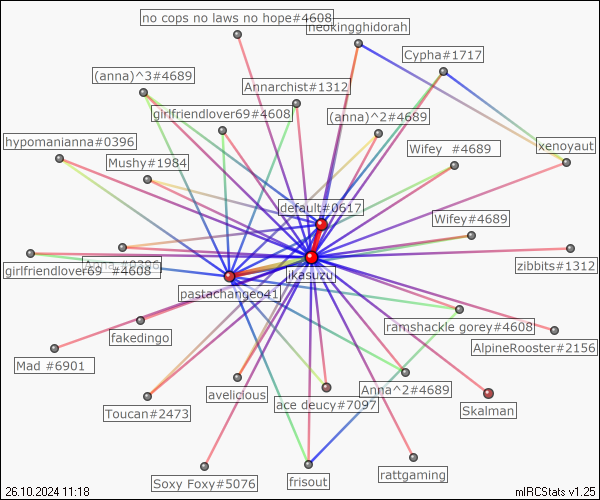 no cops no laws no hope#4608
neokingghidorah
Cypha#1717
(anna)^3#4689
Annarchist#1312
girlfriendlover69#4608
(anna)^2#4689
hypomanianna#0396
Wifey #4689
xenoyaut
Mushy#1984
default#0617
Wifey#4689
Anna #0396
girlfriendlover69 #4608
zibbits#1312
ikasuzu
pastachangeo41
fakedingo
ramshackle gorey#4608
AlpineRooster#2156
Mad #6901
avelicious
Anna^2#4689
ace deucy#7097
Toucan#2473
Skalman
Soxy Foxy#5076
frisout
rattgaming
26.10.2024 11:18
mIRCStats v1.25